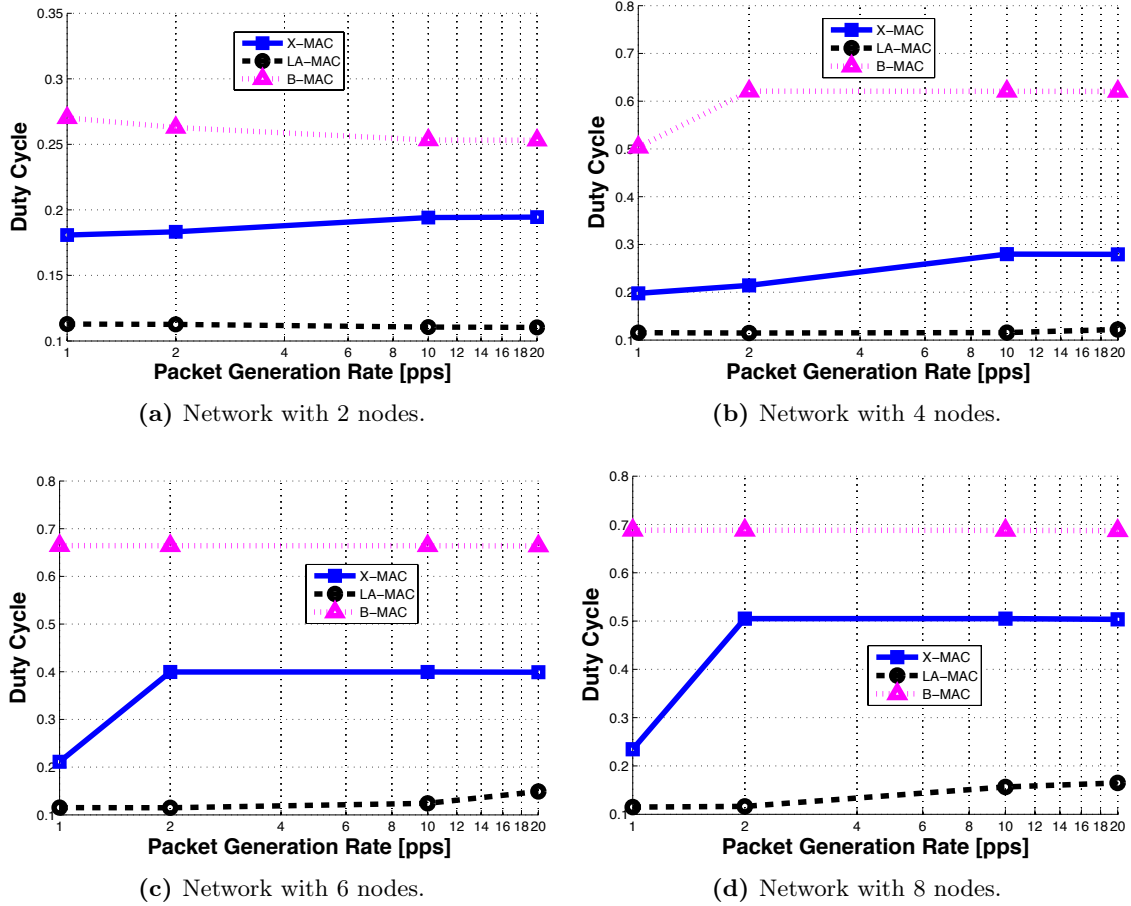 0.35
0.3
0.25
0.2
0.15
0.1
Duty Cycle
X-MAC
LA-MAC
B-MAC
1 2 4 6 8 10 12 14 16 18 20
Packet Generation Rate [pps]
(a) Network with 2 nodes.
0.8
0.7
0.6
0.5
0.4
0.3
0.2
0.1
Duty Cycle
X-MAC
LA-MAC
B-MAC
1 2 4 6 8 10 12 14 16 18 20
Packet Generation Rate [pps]
(b) Network with 4 nodes.
0.8
0.7
0.6
0.5
0.4
0.3
0.2
0.1
Duty Cycle
X-MAC
LA-MAC
B-MAC
1 2 4 6 8 10 12 14 16 18 20
Packet Generation Rate [pps]
(c) Network with 6 nodes.
0.8
0.7
0.6
0.5
0.4
0.3
0.2
0.1
Duty Cycle
X-MAC
LA-MAC
B-MAC
1 2 4 6 8 10 12 14 16 18 20
Packet Generation Rate [pps]
(d) Network with 8 nodes.